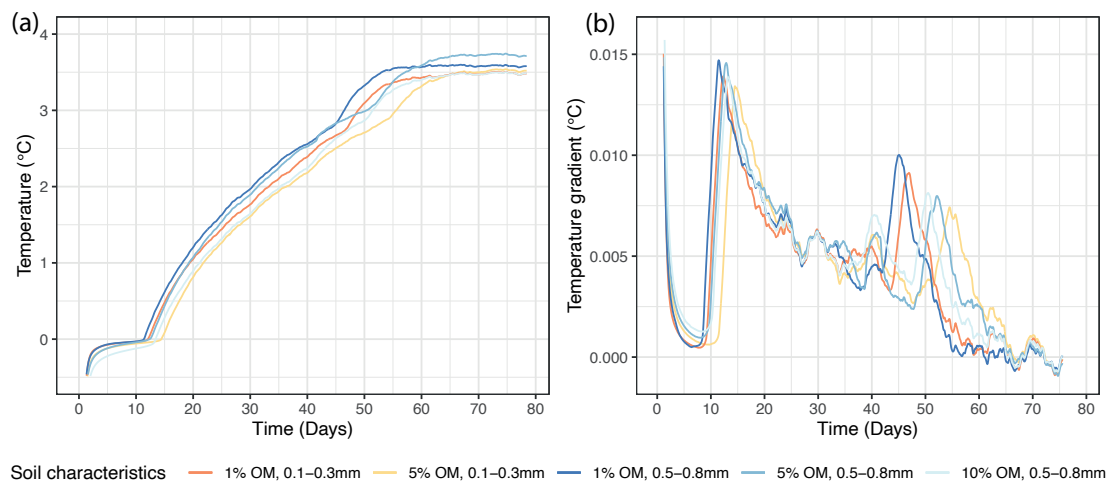 (a)
(b)
Temperature (°C)
4
3
2
1
0
0 10 20 30 40 50 60 70 80
Time (Days)
Temperature gradient (°C)
0.015
0.010
0.005
0.000
0 10 20 30 40 50 60 70 80
Time (Days)
Soil characteristics 1% OM, 0.1−0.3mm 5% OM, 0.1−0.3mm 1% OM, 0.5−0.8mm 5% OM, 0.5−0.8mm 10% OM, 0.5−0.8mm